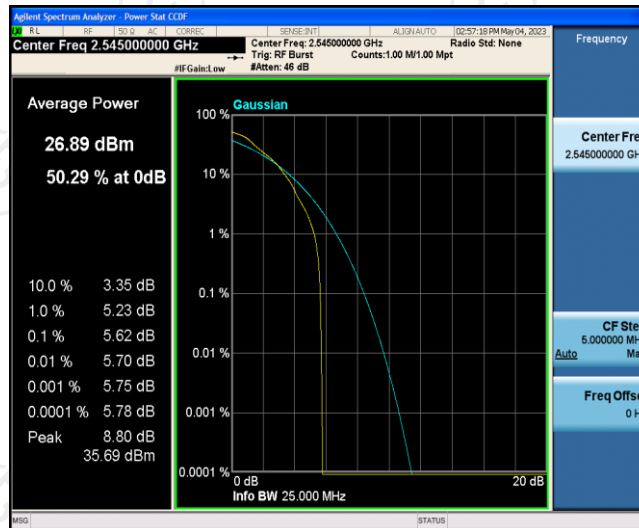 Agilent Spectrum Analyzer - Power Stat CCDF
RL RF 50 Ω AC CORREC SENSE:INT ALIGNAUTO 02:57:18 PM May 04, 2023
Center Freq 2.545000000 GHz
Center Freq: 2.545000000 GHz Radio Std: None
Trig: RF Burst Counts:1.00 M/1.00 Mpt
#IFGain:Low #Atten: 46 dB
Frequency
Average Power
26.89 dBm
50.29 % at 0dB
10.0 % 3.35 dB
1.0 % 5.23 dB
0.1 % 5.62 dB
0.01 % 5.70 dB
0.001 % 5.75 dB
0.0001 % 5.78 dB
Peak 8.80 dB
35.69 dBm
Gaussian
100 %
10 %
1 %
0.1 %
0.01 %
0.001 %
0.0001 %
0 dB 20 dB
Info BW 25.000 MHz
Center Fre
2.545000000 GH
CF Ste
5.000000 MH
Auto Ma
Freq Offse
0 H
MSG STATUS